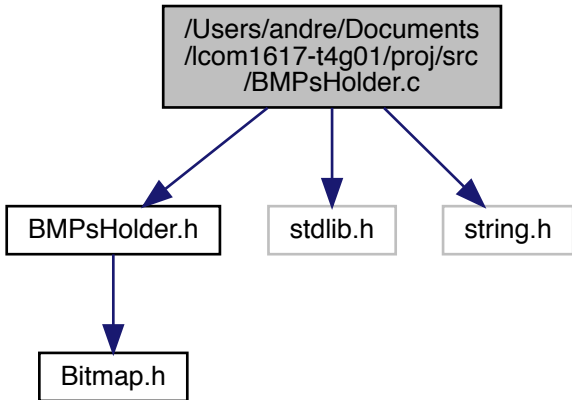 /Users/andre/Documents
/lcom1617-t4g01/proj/src
/BMPsHolder.c
BMPsHolder.h
stdlib.h
string.h
Bitmap.h